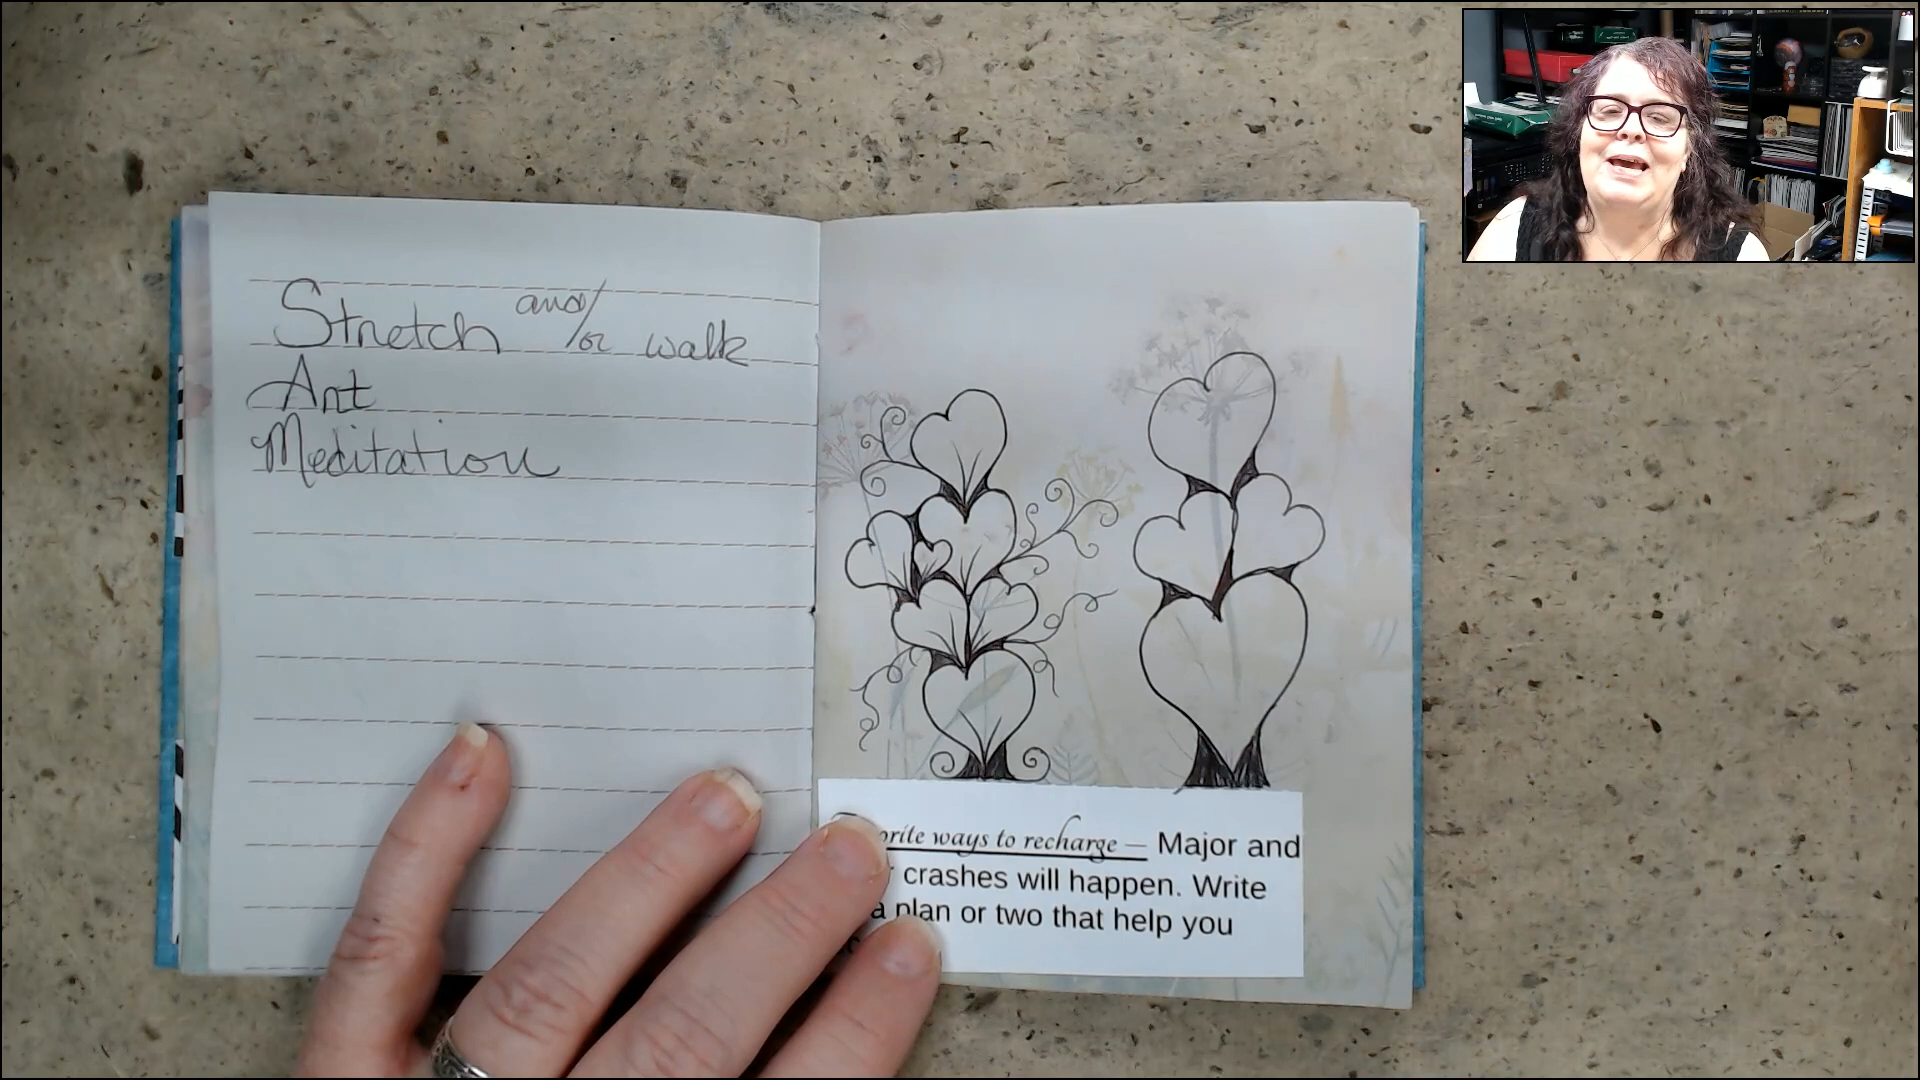 Stretch and/or walk
Art
Meditation
ways to recharge — Major and
crashes will happen. Write
a plan or two that help you